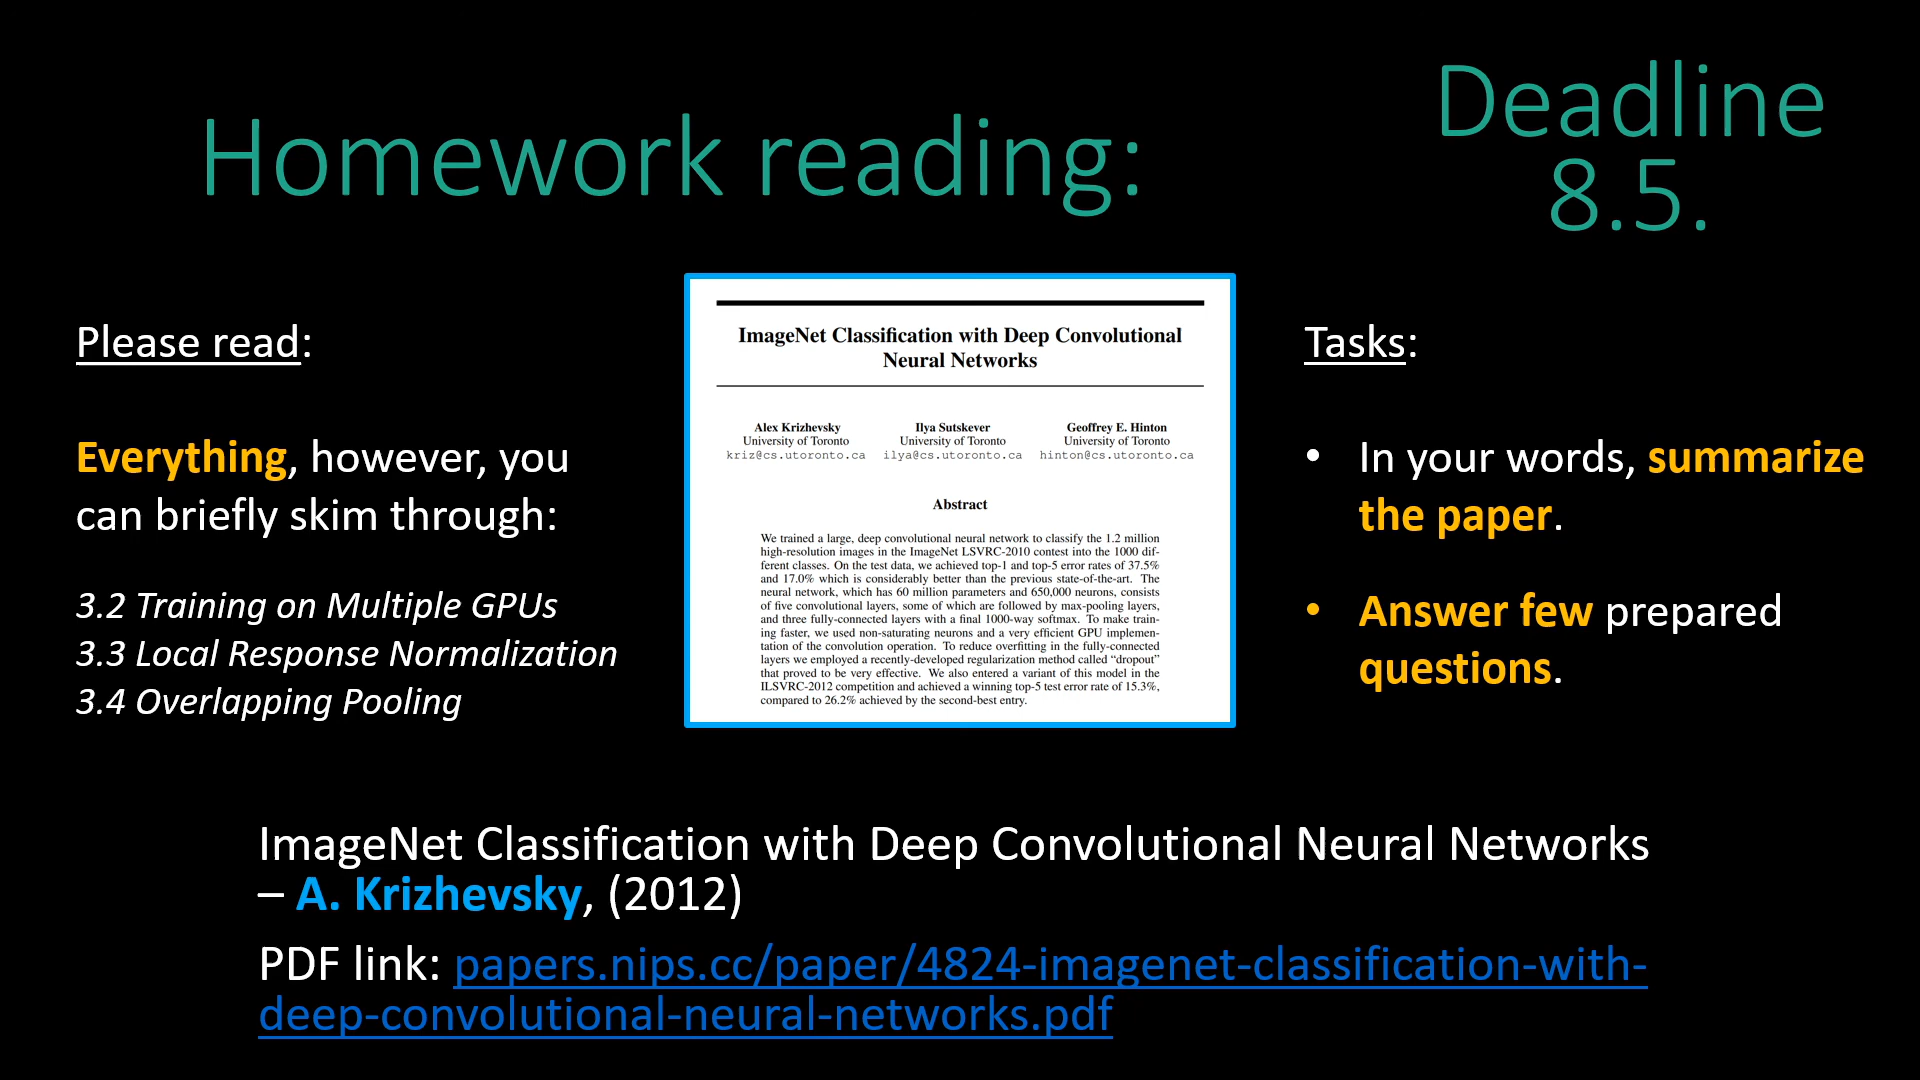 Homework reading:
Deadline
8.5.
Please read:
Everything, however, you
can briefly skim through:
3.2 Training on Multiple GPUs
3.3 Local Response Normalization
3.4 Overlapping Pooling
ImageNet Classification with Deep Convolutional
Neural Networks
Alex Krizhevsky
University of Toronto
kriz@cs.utoronto.ca
Ilya Sutskever
University of Toronto
ilya@cs.utoronto.ca
Geoffrey E. Hinton
University of Toronto
hinton@cs.utoronto.ca
Abstract
We trained a large, deep convolutional neural network to classify the 1.2 million
high-resolution images in the ImageNet LSVRC-2010 contest into the 1000 dif-
ferent classes. On the test data, we achieved top-1 and top-5 error rates of 37.5%
and 17.0% which is considerably better than the previous state-of-the-art. The
neural network, which has 60 million parameters and 650,000 neurons, consists
of five convolutional layers, some of which are followed by max-pooling layers,
and three fully-connected layers with a final 1000-way softmax. To make train-
ing faster, we used non-saturating neurons and a very efficient GPU implemen-
tation of the convolution operation. To reduce overfitting in the fully-connected
layers we employed a recently-developed regularization method called “dropout”
that proved to be very effective. We also entered a variant of this model in the
ILSVRC-2012 competition and achieved a winning top-5 test error rate of 15.3%,
compared to 26.2% achieved by the second-best entry.
Tasks:
• In your words, summarize
the paper.
• Answer few prepared
questions.
ImageNet Classification with Deep Convolutional Neural Networks
– A. Krizhevsky, (2012)
PDF link: papers.nips.cc/paper/4824-imagenet-classification-with-
deep-convolutional-neural-networks.pdf